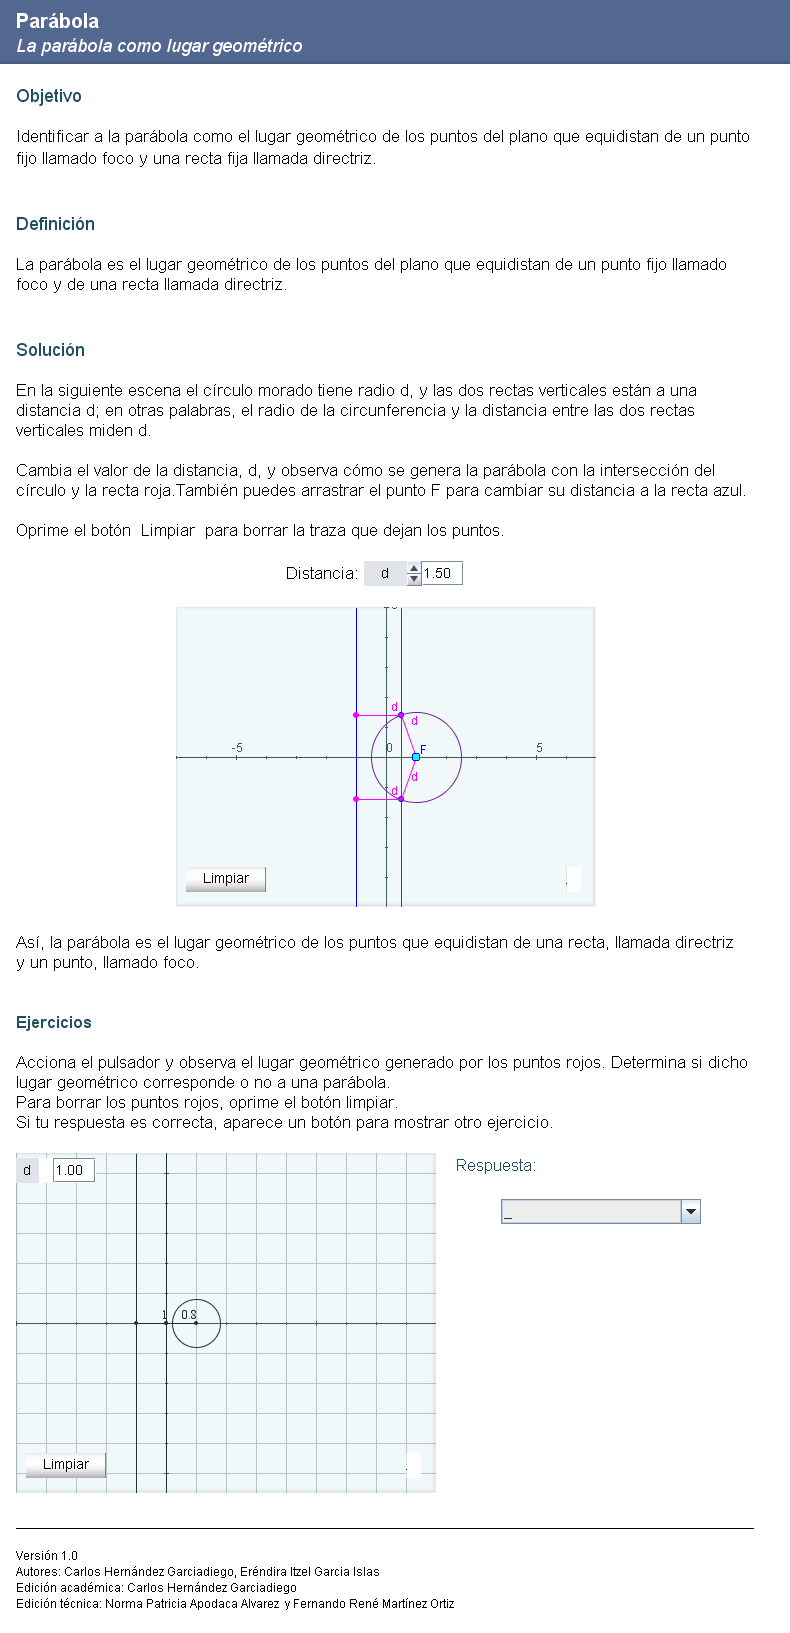 Parábola
La parábola como lugar geométrico
Objetivo
Identificar a la parábola como el lugar geométrico de los puntos del plano que equidistan de un punto
fijo llamado foco y una recta fija llamada directriz.
Definición
La parábola es el lugar geométrico de los puntos del plano que equidistan de un punto fijo llamado
foco y de una recta llamada directriz.
Solución
En la siguiente escena el círculo morado tiene radio d, y las dos rectas verticales están a una
distancia d; en otras palabras, el radio de la circunferencia y la distancia entre las dos rectas
verticales miden d.
Cambia el valor de la distancia, d, y observa cómo se genera la parábola con la intersección del
círculo y la recta roja.También puedes arrastrar el punto F para cambiar su distancia a la recta azul.
Oprime el botón  Limpiar  para borrar la traza que dejan los puntos.
Distancia: d 1.50
d
d
-5 0 F 5
d
d
Limpiar
Así, la parábola es el lugar geométrico de los puntos que equidistan de una recta, llamada directriz
y un punto, llamado foco.
Ejercicios
Acciona el pulsador y observa el lugar geométrico generado por los puntos rojos. Determina si dicho
lugar geométrico corresponde o no a una parábola.
Para borrar los puntos rojos, oprime el botón limpiar.
Si tu respuesta es correcta, aparece un botón para mostrar otro ejercicio.
d 1.00
Respuesta:
_
1 0.8
Limpiar
Versión 1.0
Autores: Carlos Hernández Garciadiego, Eréndira Itzel Garcia Islas
Edición académica: Carlos Hernández Garciadiego
Edición técnica: Norma Patricia Apodaca Alvarez y Fernando René Martínez Ortiz